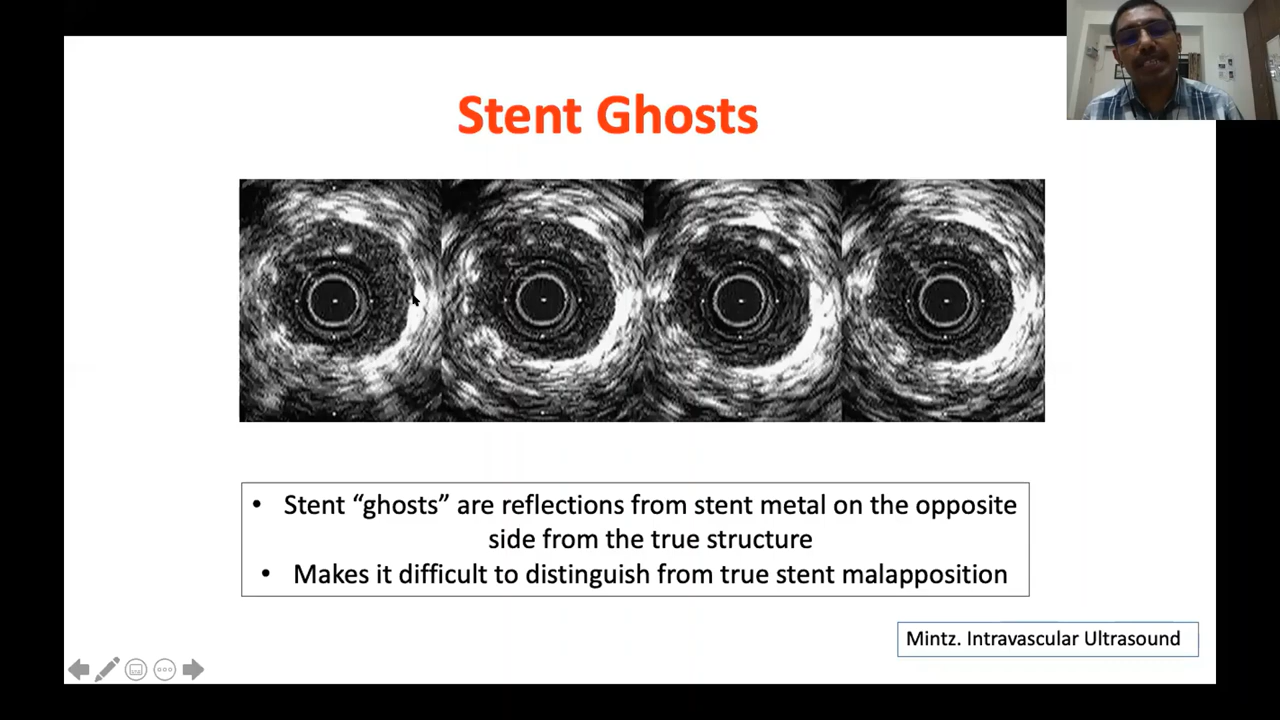 Stent Ghosts
• Stent “ghosts” are reflections from stent metal on the opposite
side from the true structure
• Makes it difficult to distinguish from true stent malapposition
Mintz. Intravascular Ultrasound